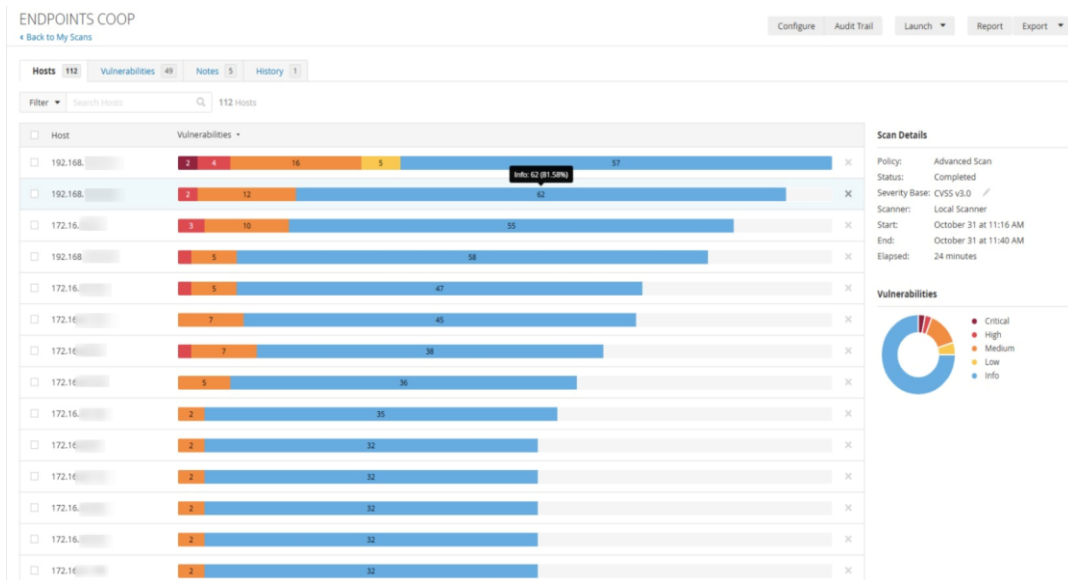 ENDPOINTS COOP
Configure Audit Trail Launch Report Export
Back to My Scans
Hosts 112 Vulnerabilities 49 Notes 5 History 1
Filter Search Hosts 112 Hosts
Host Vulnerabilities
192.168. 2 4 16 5 57
Info: 62 (81.58%)
192.168. 2 12 62
172.16. 3 10 55
192.168 5 58
172.16. 5 47
172.16 7 45
172.16 7 38
172.16 5 36
172.16. 2 35
172.16 2 32
172.16 2 32
172.16. 2 32
172.16. 2 32
172.16 2 32
Scan Details
Policy: Advanced Scan
Status: Completed
Severity Base: CVSS v3.0
Scanner: Local Scanner
Start: October 31 at 11:16 AM
End: October 31 at 11:40 AM
Elapsed: 24 minutes
Vulnerabilities
Critical
High
Medium
Low
Info